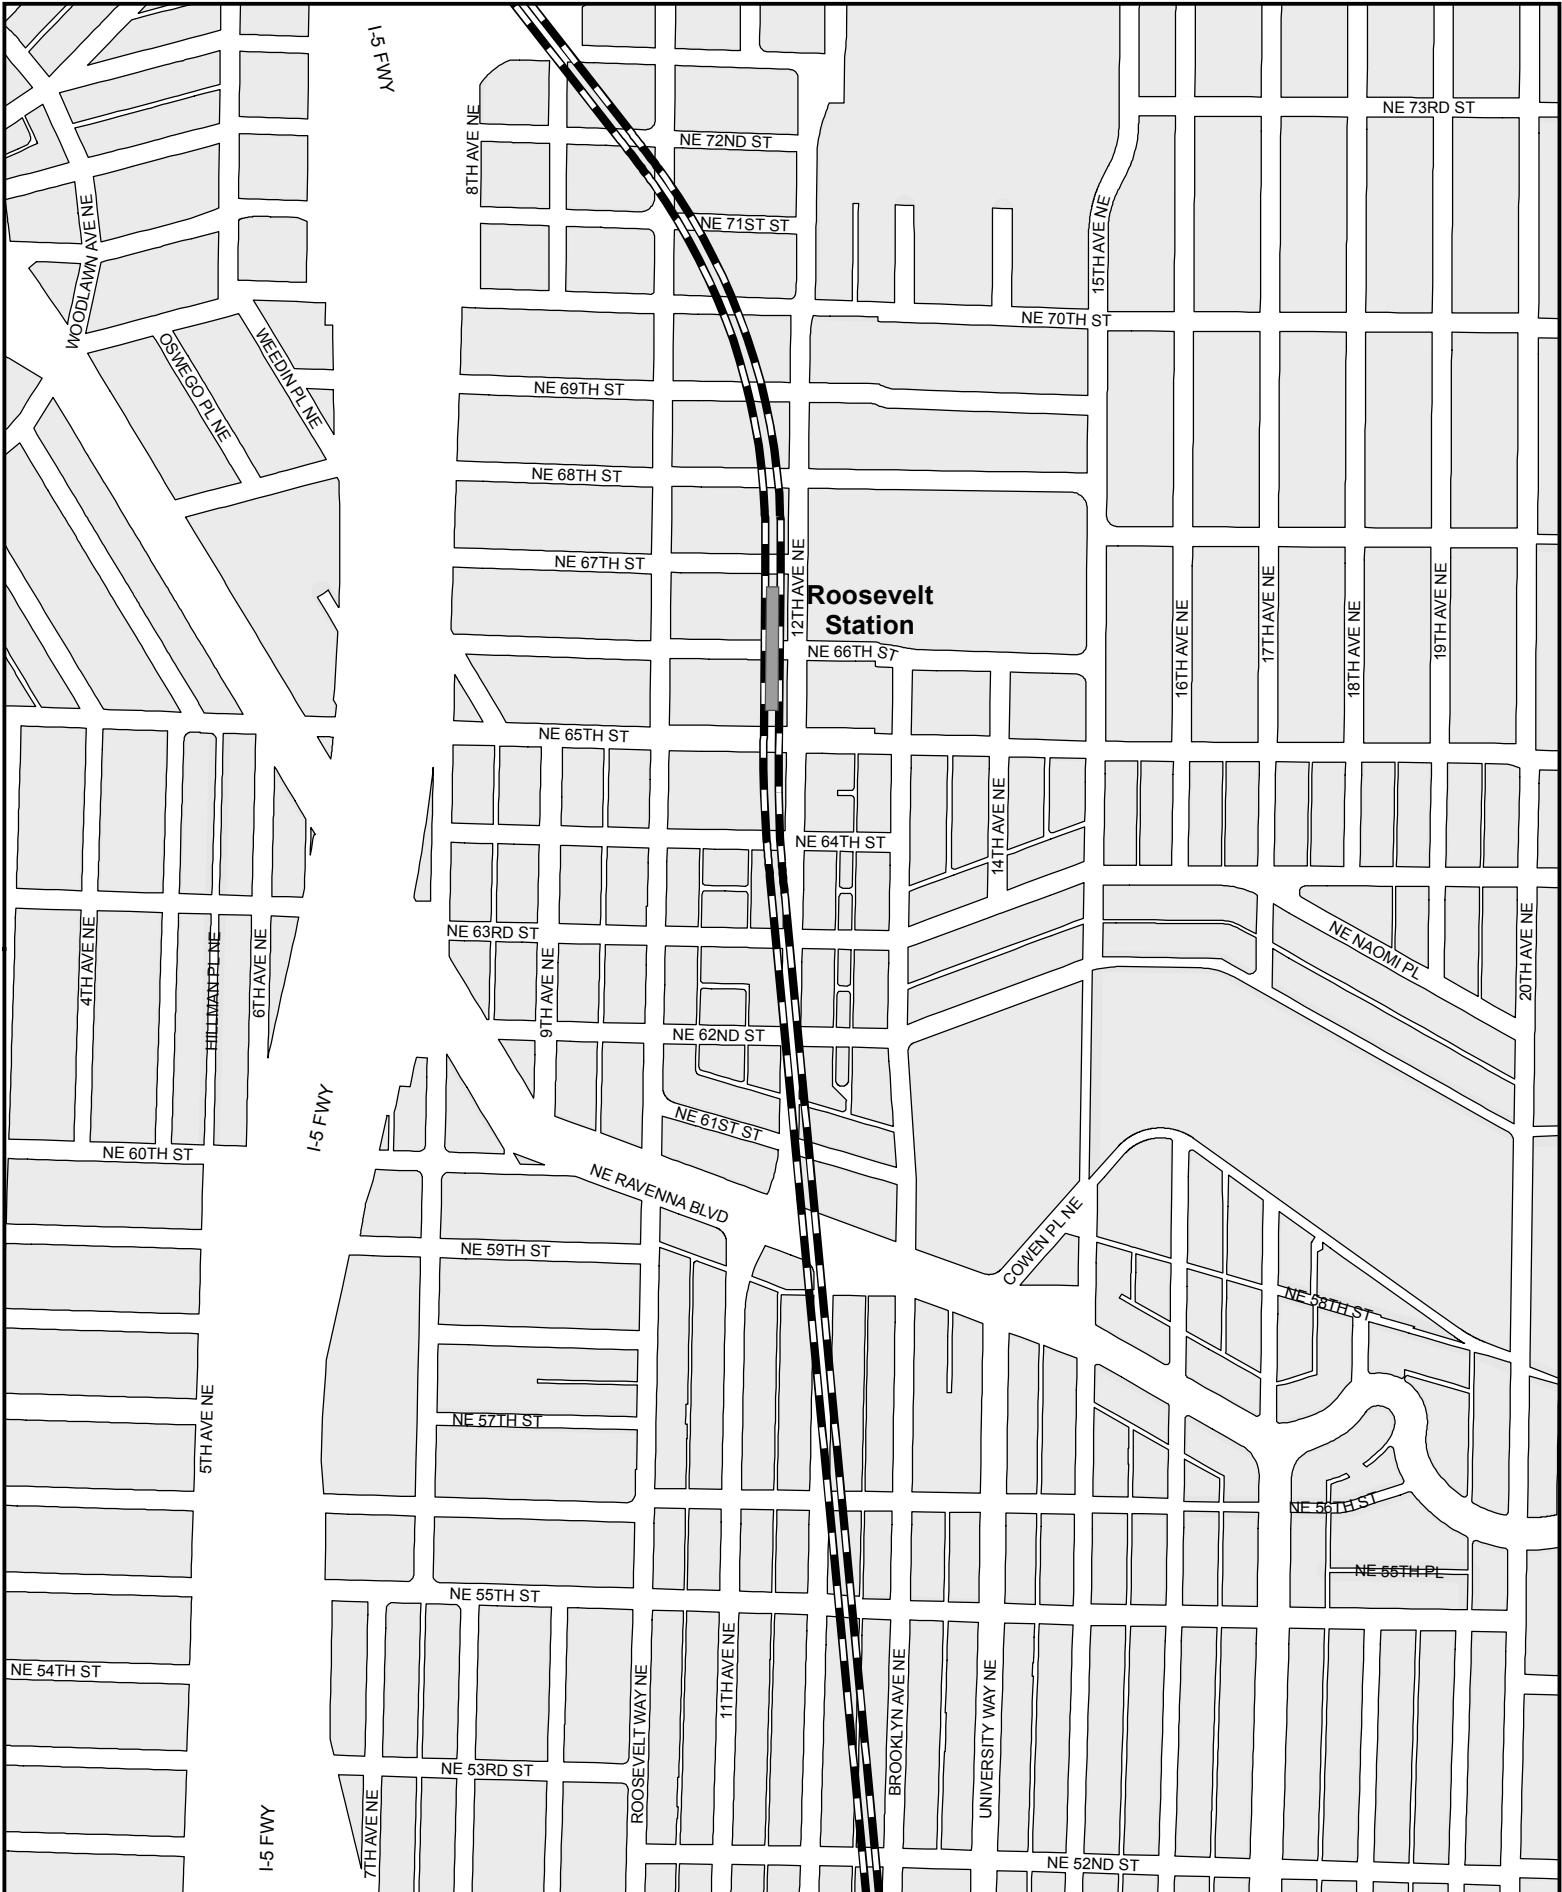 I-5 FWY
NE 73RD ST
8TH AVE NE
NE 72ND ST
WOODLAWN AVE NE
NE 71ST ST
15TH AVE NE
NE 70TH ST
OSWEGO PL NE
WEEDIN PL NE
NE 69TH ST
NE 68TH ST
NE 67TH ST
12TH AVE NE
Roosevelt
Station
16TH AVE NE
17TH AVE NE
18TH AVE NE
19TH AVE NE
NE 66TH ST
NE 65TH ST
14TH AVE NE
NE 64TH ST
4TH AVE NE
HILLMAN PL NE
6TH AVE NE
NE 63RD ST
9TH AVE NE
NE NAOMI PL
20TH AVE NE
NE 62ND ST
I-5 FWY
NE 61ST ST
NE 60TH ST
NE RAVENNA BLVD
COWEN PL NE
NE 59TH ST
NE 58TH ST
5TH AVE NE
NE 57TH ST
NE 56TH ST
NE 55TH PL
NE 55TH ST
NE 54TH ST
ROOSEVELT WAY NE
11TH AVE NE
BROOKLYN AVE NE
UNIVERSITY WAY NE
NE 53RD ST
I-5 FWY
7TH AVE NE
NE 52ND ST